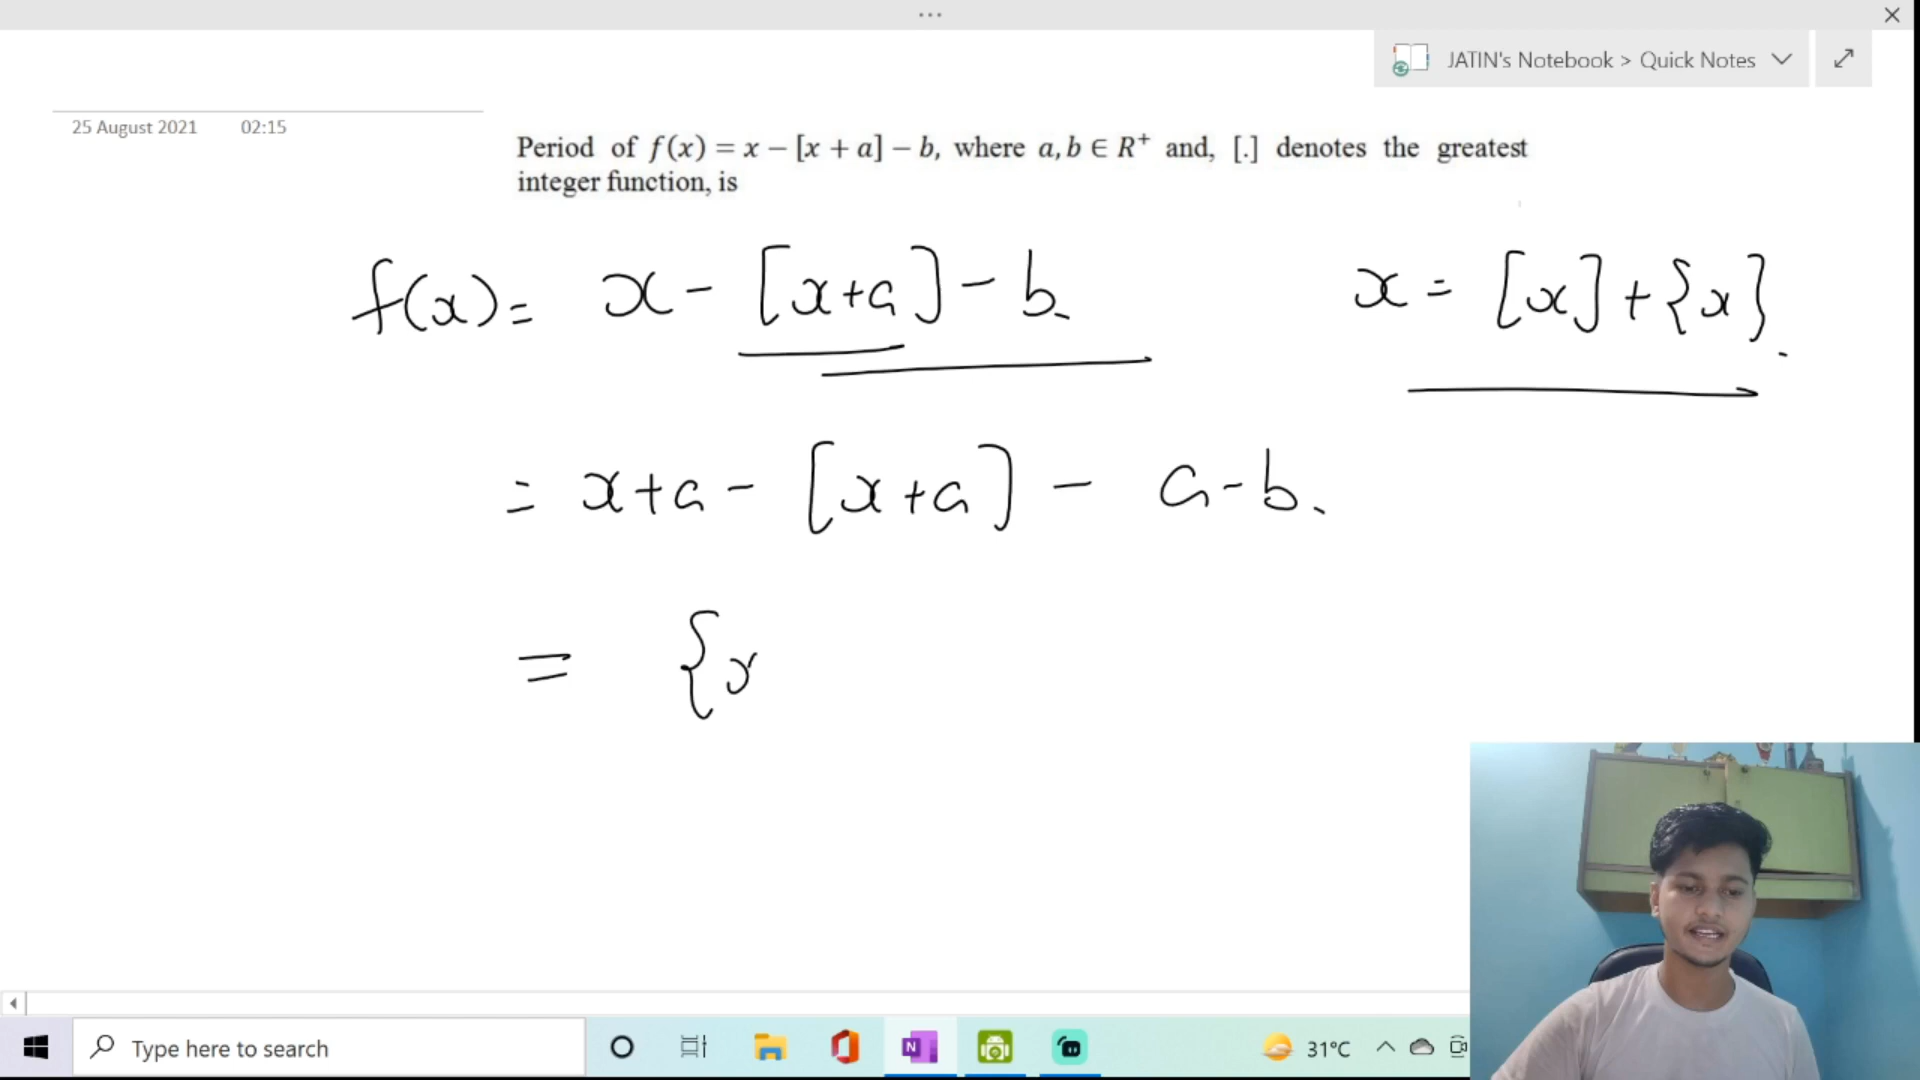 JATIN's Notebook > Quick Notes
25 August 2021 02:15
Period of f(x) = x − [x + a] − b, where a, b ∈ R⁺ and, [.] denotes the greatest
integer function, is
f(x) = x − [x+a] − b.
x = [x] + {x}.
= x+a − [x+a] − a−b.
= {x
Type here to search
31°C